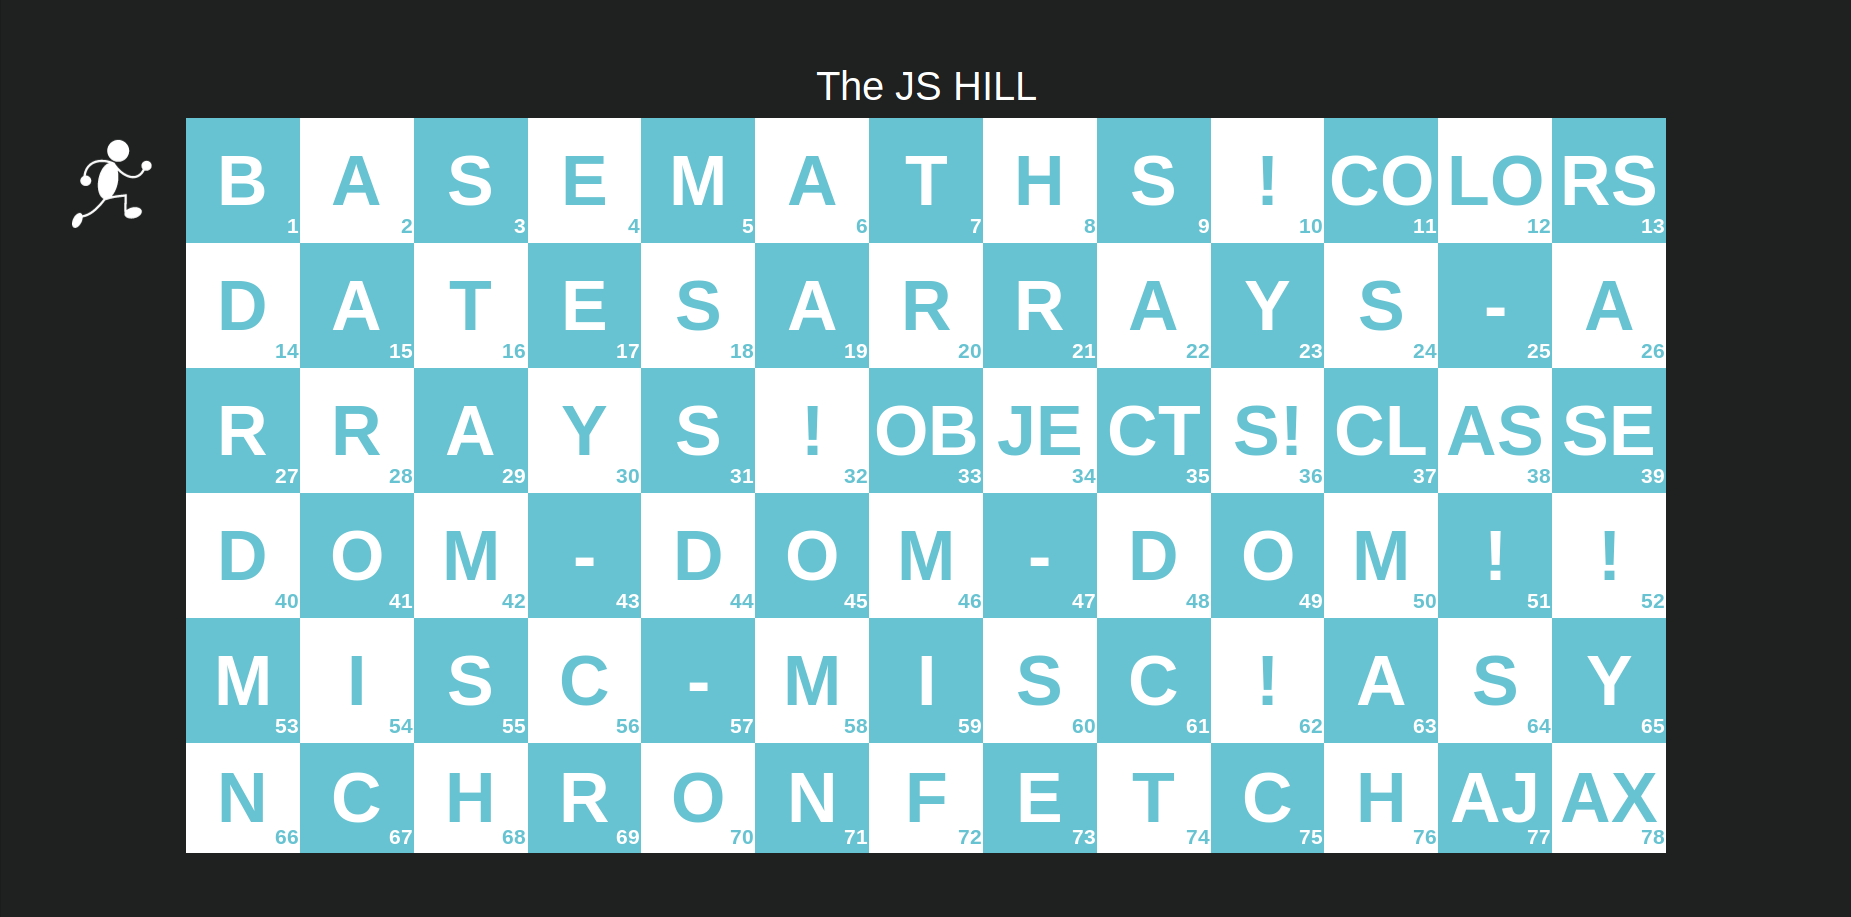 The JS HILL
B A S E M A T H S ! CO LO RS
1 2 3 4 5 6 7 8 9 10 11 12 13
D A T E S A R R A Y S - A
14 15 16 17 18 19 20 21 22 23 24 25 26
R R A Y S ! OB JE CT S! CL AS SE
27 28 29 30 31 32 33 34 35 36 37 38 39
D O M - D O M - D O M ! !
40 41 42 43 44 45 46 47 48 49 50 51 52
M I S C - M I S C ! A S Y
53 54 55 56 57 58 59 60 61 62 63 64 65
N C H R O N F E T C H AJ AX
66 67 68 69 70 71 72 73 74 75 76 77 78